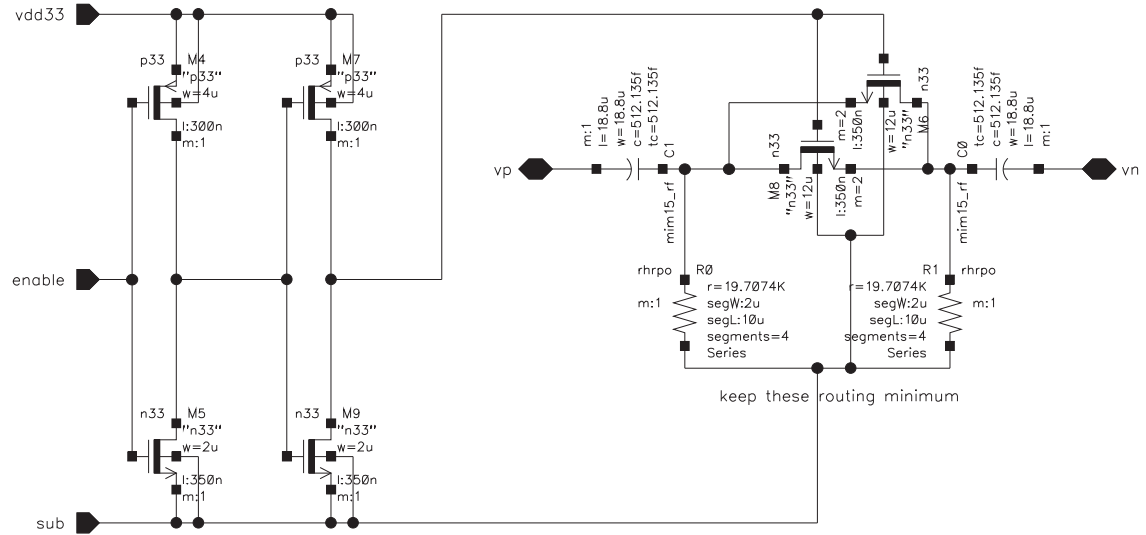 vdd33
p33 M4
"p33"
w=4u
l:300n
m:1
p33 M7
"p33"
w=4u
l:300n
m:1
enable
n33 M5
"n33"
w=2u
l:350n
m:1
n33 M9
"n33"
w=2u
l:350n
m:1
sub
vp
m:1
l=18.8u
w=18.8u
c=512.135f
tc=512.135f
C1
mim15_rf
n33
M8
"n33"
w=12u
l:350n
m=2
m=2
l:350n
w=12u
"n33"
M6
n33
C0
mim15_rf
tc=512.135f
c=512.135f
w=18.8u
l=18.8u
m:1
vn
rhrpo R0
m:1
r=19.7074K
segW:2u
segL:10u
segments=4
Series
R1 rhrpo
m:1
r=19.7074K
segW:2u
segL:10u
segments=4
Series
keep these routing minimum